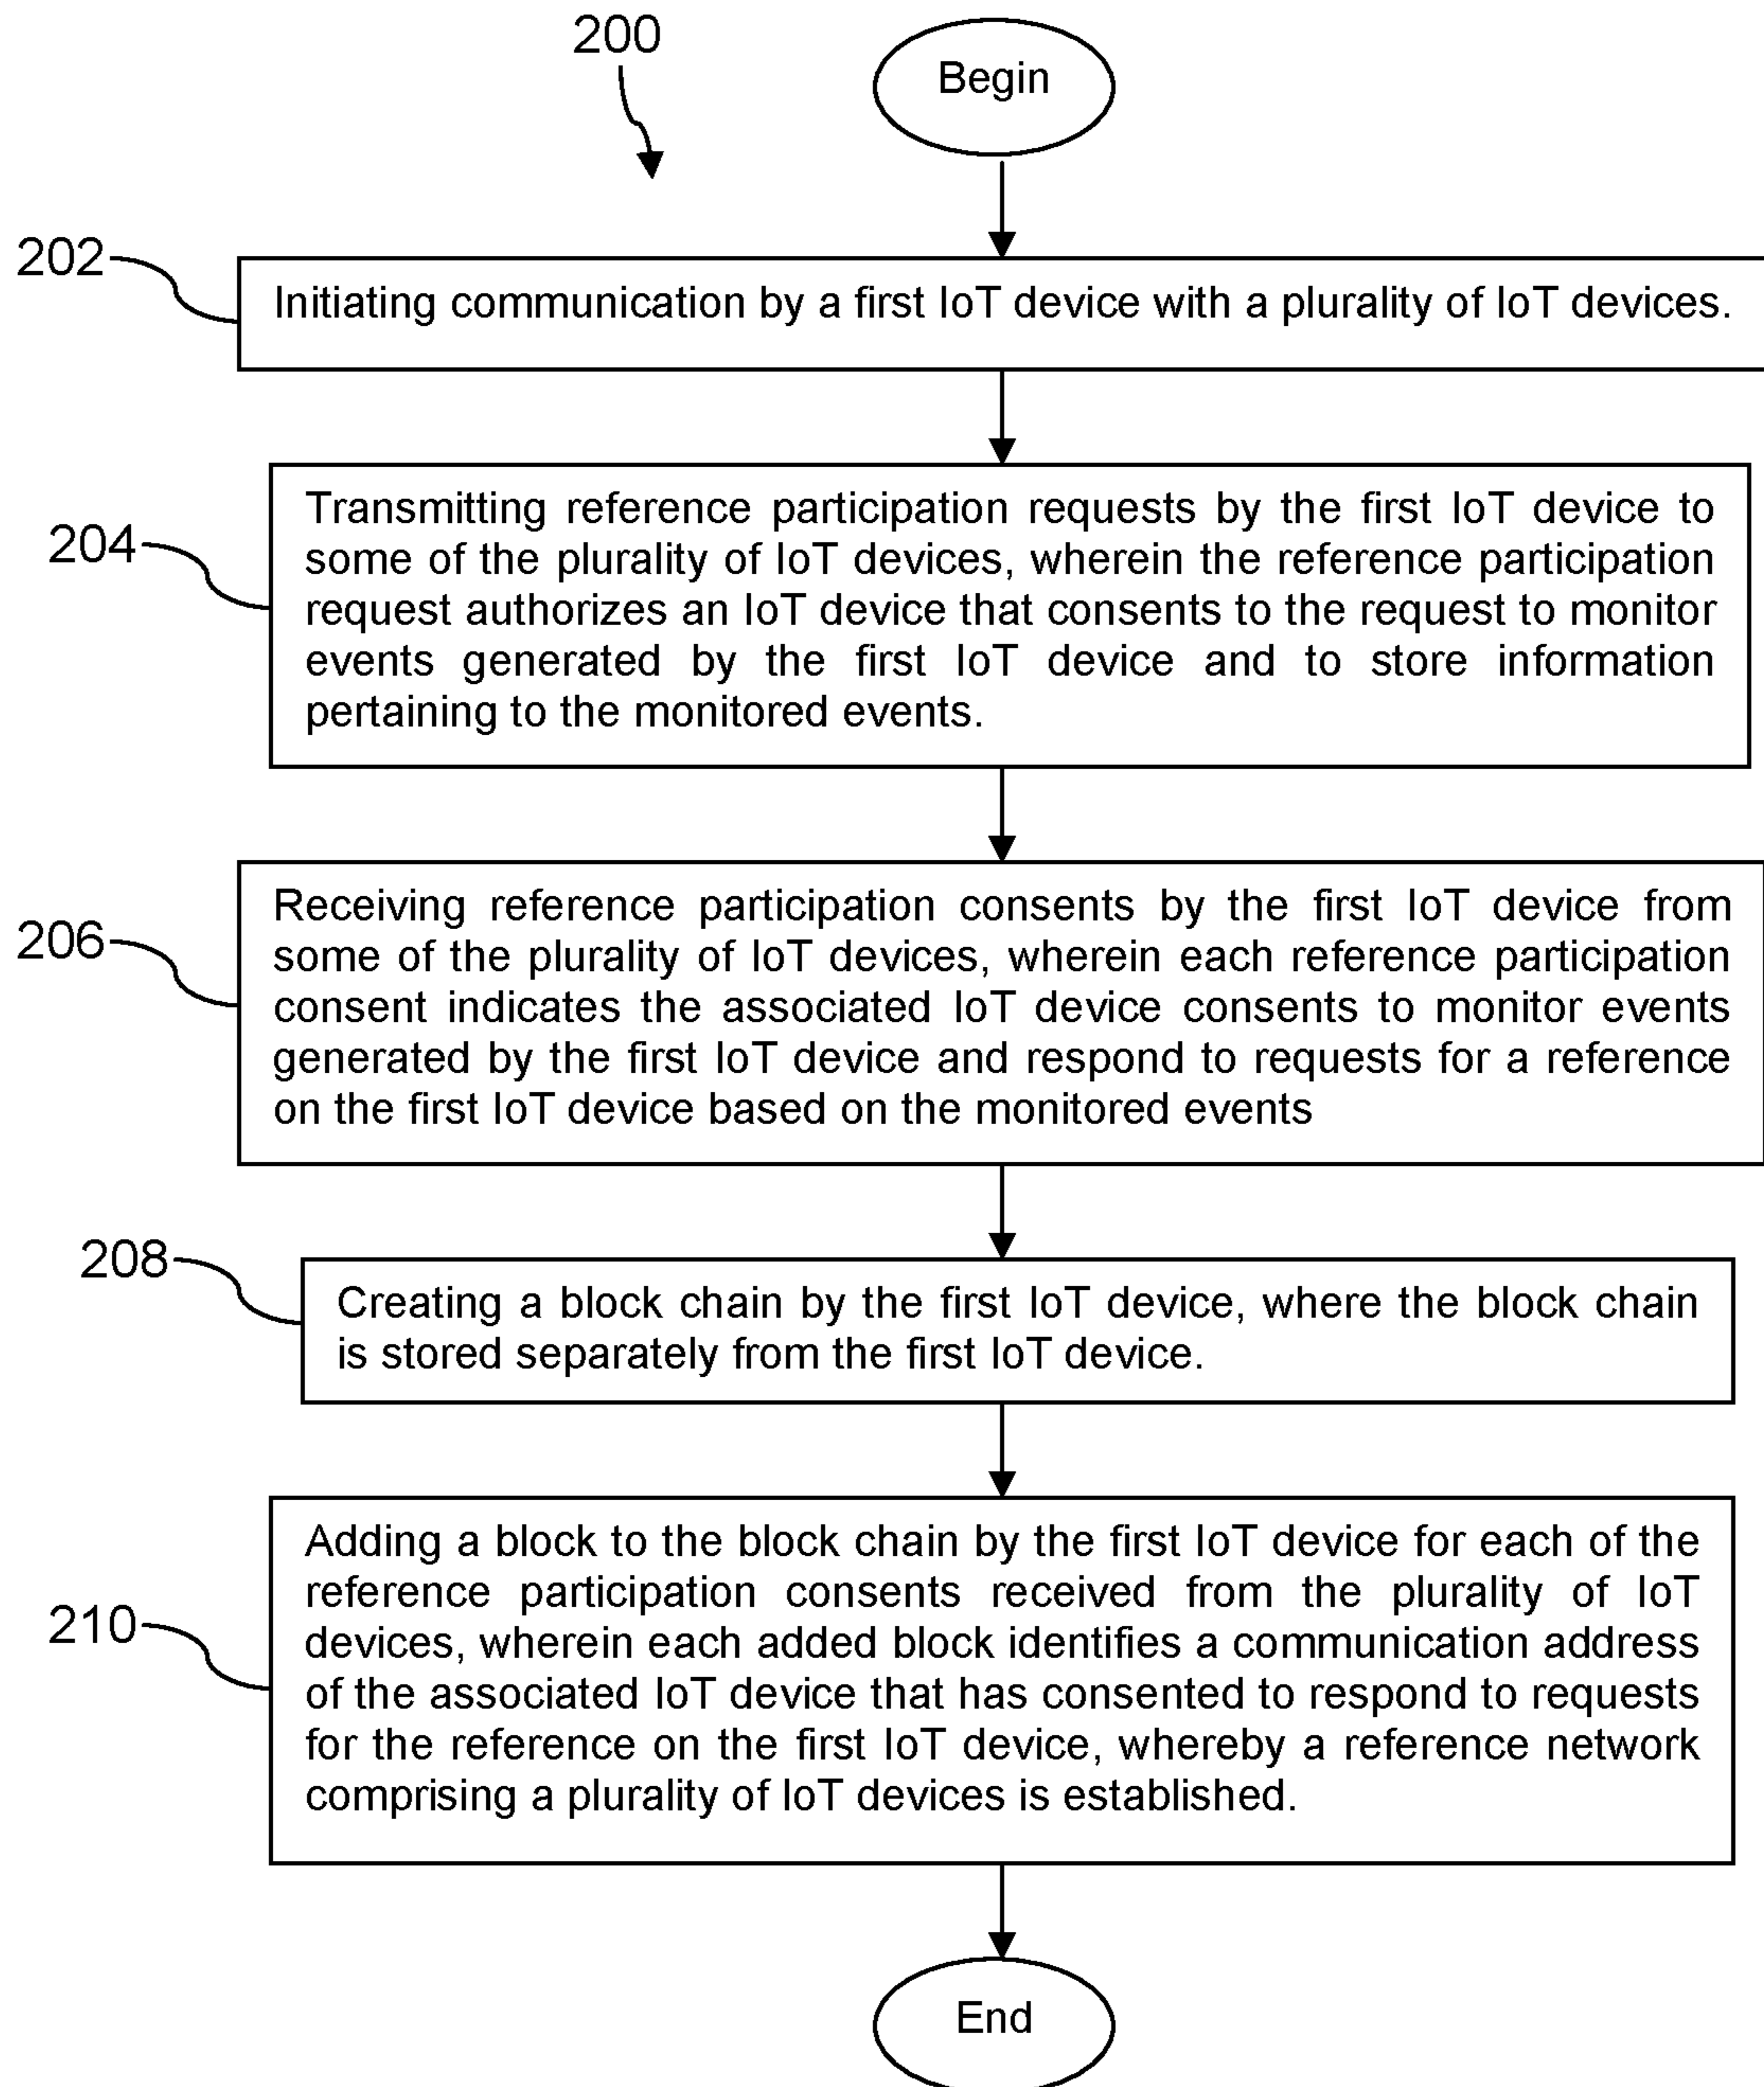 200
Begin
202
Initiating communication by a first IoT device with a plurality of IoT devices.
204
Transmitting reference participation requests by the first IoT device to
some of the plurality of IoT devices, wherein the reference participation
request authorizes an IoT device that consents to the request to monitor
events generated by the first IoT device and to store information
pertaining to the monitored events.
206
Receiving reference participation consents by the first IoT device from
some of the plurality of IoT devices, wherein each reference participation
consent indicates the associated IoT device consents to monitor events
generated by the first IoT device and respond to requests for a reference
on the first IoT device based on the monitored events
208
Creating a block chain by the first IoT device, where the block chain
is stored separately from the first IoT device.
210
Adding a block to the block chain by the first IoT device for each of the
reference participation consents received from the plurality of IoT
devices, wherein each added block identifies a communication address
of the associated IoT device that has consented to respond to requests
for the reference on the first IoT device, whereby a reference network
comprising a plurality of IoT devices is established.
End